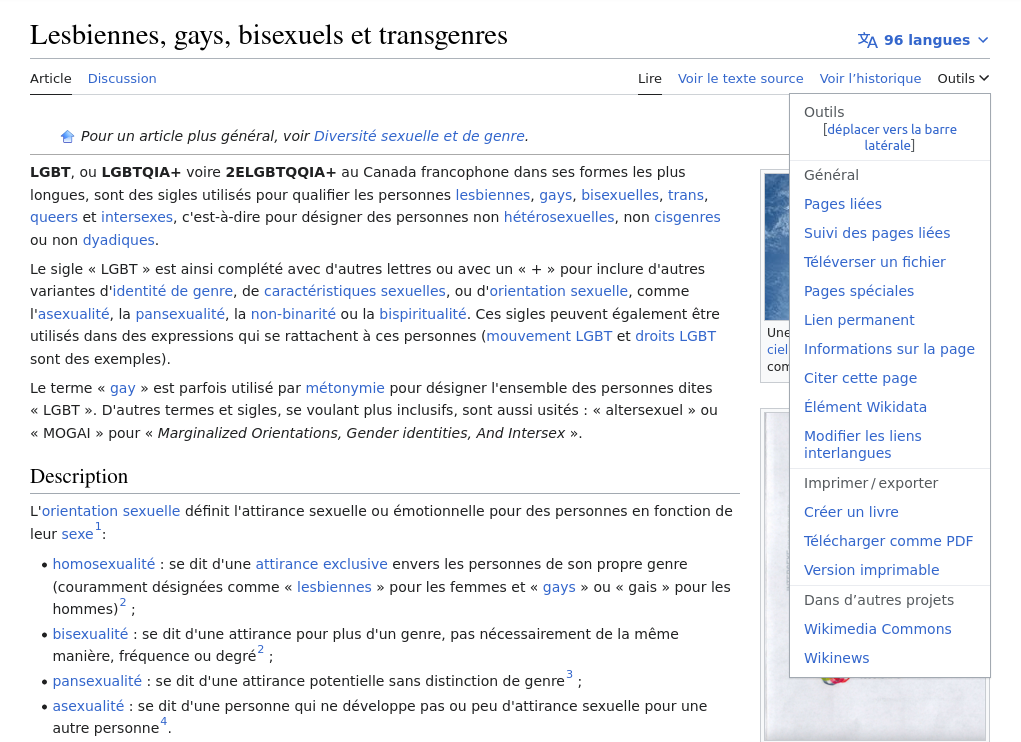 Lesbiennes, gays, bisexuels et transgenres
96 langues
Article Discussion Lire Voir le texte source Voir l’historique Outils
Pour un article plus général, voir Diversité sexuelle et de genre.
LGBT, ou LGBTQIA+ voire 2ELGBTQQIA+ au Canada francophone dans ses formes les plus
longues, sont des sigles utilisés pour qualifier les personnes lesbiennes, gays, bisexuelles, trans,
queers et intersexes, c'est-à-dire pour désigner des personnes non hétérosexuelles, non cisgenres
ou non dyadiques.
Le sigle « LGBT » est ainsi complété avec d'autres lettres ou avec un « + » pour inclure d'autres
variantes d'identité de genre, de caractéristiques sexuelles, ou d'orientation sexuelle, comme
l'asexualité, la pansexualité, la non-binarité ou la bispiritualité. Ces sigles peuvent également être
utilisés dans des expressions qui se rattachent à ces personnes (mouvement LGBT et droits LGBT
sont des exemples).
Le terme « gay » est parfois utilisé par métonymie pour désigner l'ensemble des personnes dites
« LGBT ». D'autres termes et sigles, se voulant plus inclusifs, sont aussi usités : « altersexuel » ou
« MOGAI » pour « Marginalized Orientations, Gender identities, And Intersex ».
Description
L'orientation sexuelle définit l'attirance sexuelle ou émotionnelle pour des personnes en fonction de
leur sexe1:
• homosexualité : se dit d'une attirance exclusive envers les personnes de son propre genre
(couramment désignées comme « lesbiennes » pour les femmes et « gays » ou « gais » pour les
hommes)2 ;
• bisexualité : se dit d'une attirance pour plus d'un genre, pas nécessairement de la même
manière, fréquence ou degré2 ;
• pansexualité : se dit d'une attirance potentielle sans distinction de genre3 ;
• asexualité : se dit d'une personne qui ne développe pas ou peu d'attirance sexuelle pour une
autre personne4.
Une
ciel
com
Outils
[déplacer vers la barre
latérale]
Général
Pages liées
Suivi des pages liées
Téléverser un fichier
Pages spéciales
Lien permanent
Informations sur la page
Citer cette page
Élément Wikidata
Modifier les liens
interlangues
Imprimer / exporter
Créer un livre
Télécharger comme PDF
Version imprimable
Dans d’autres projets
Wikimedia Commons
Wikinews